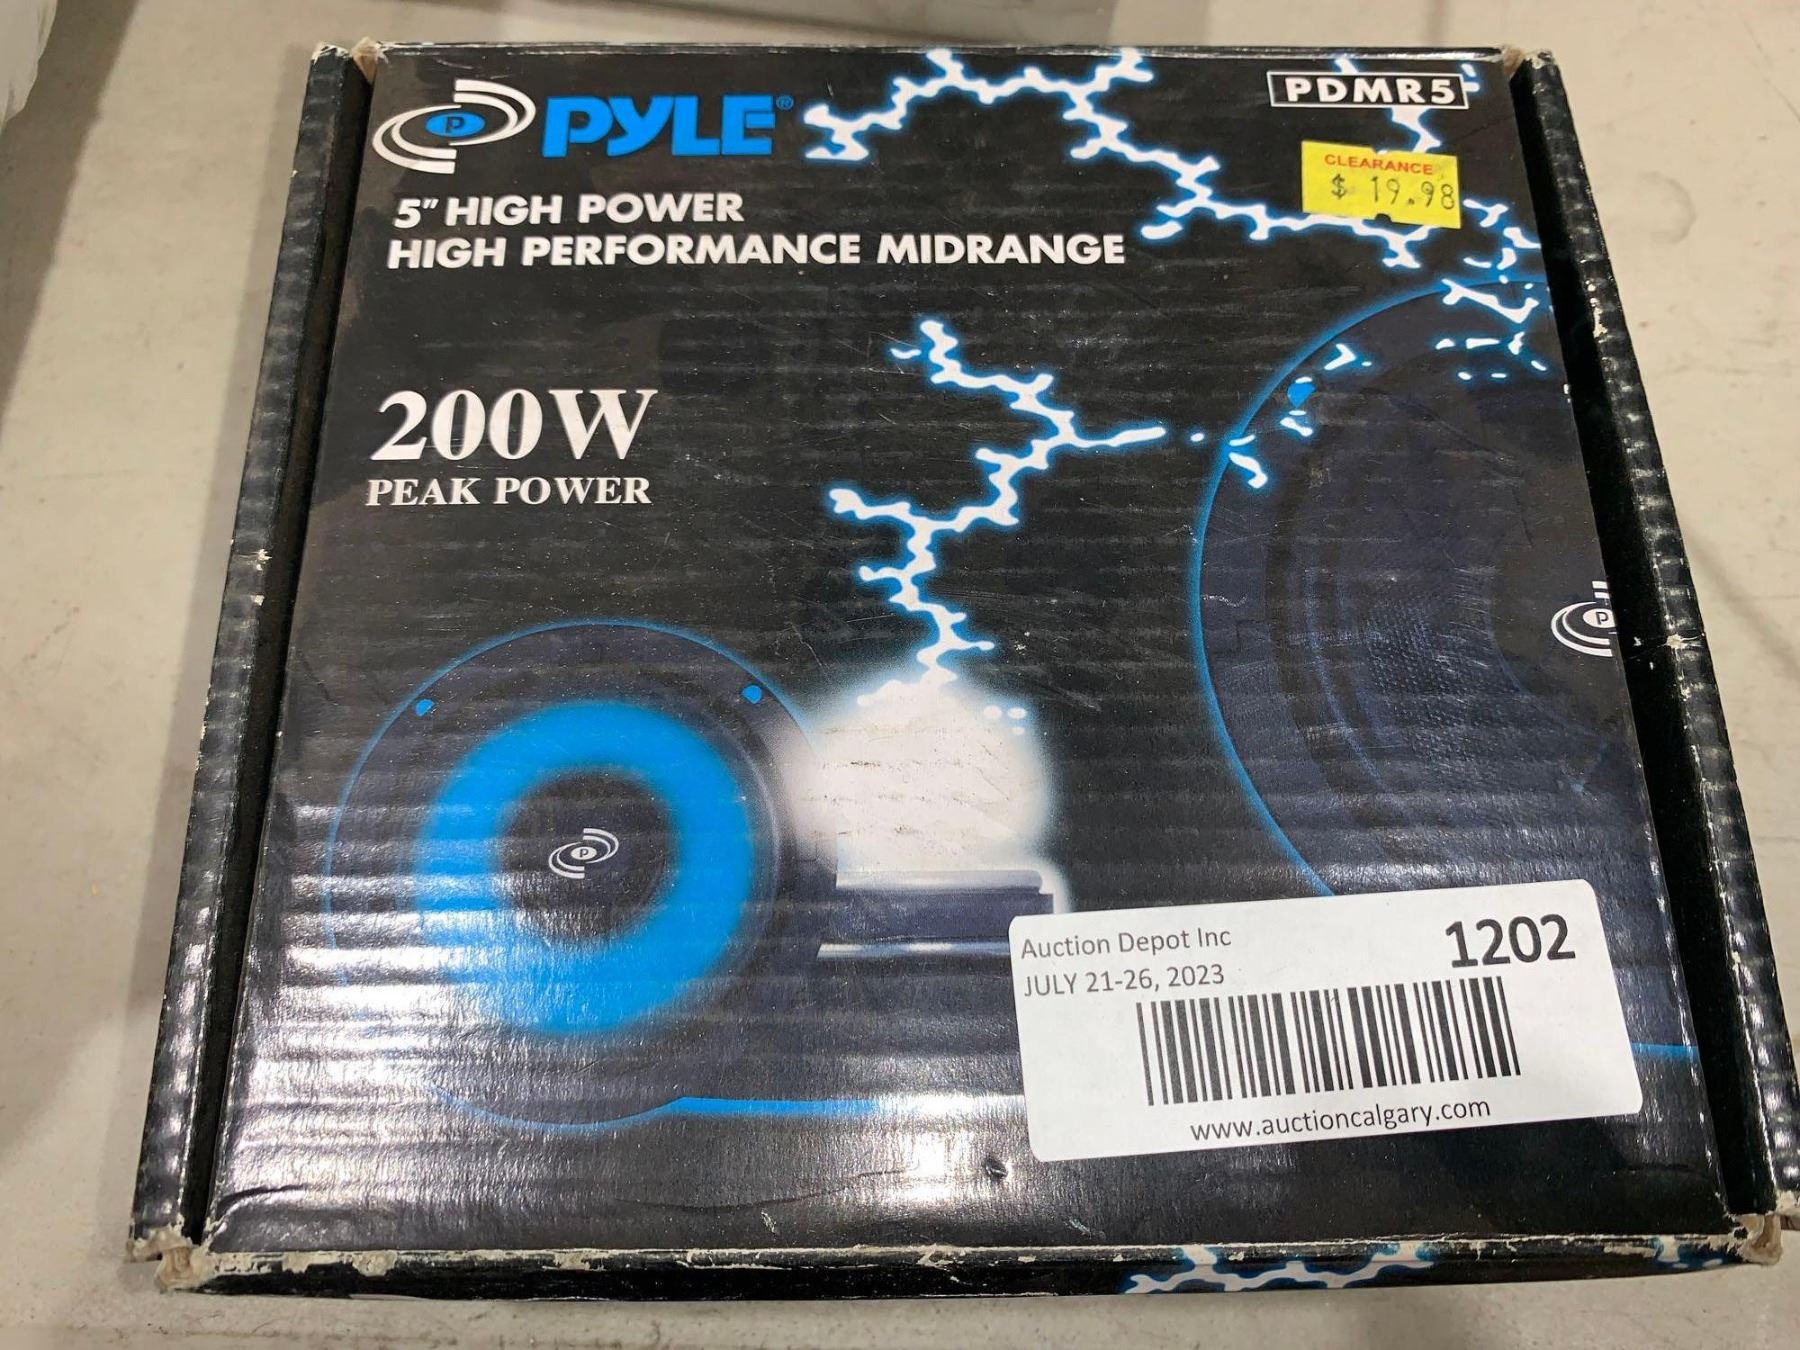 PYLE®
PDMR5
CLEARANCE
$ 19.98
5" HIGH POWER
HIGH PERFORMANCE MIDRANGE
200W
PEAK POWER
P
P
P
Auction Depot Inc
1202
JULY 21-26, 2023
www.auctioncalgary.com